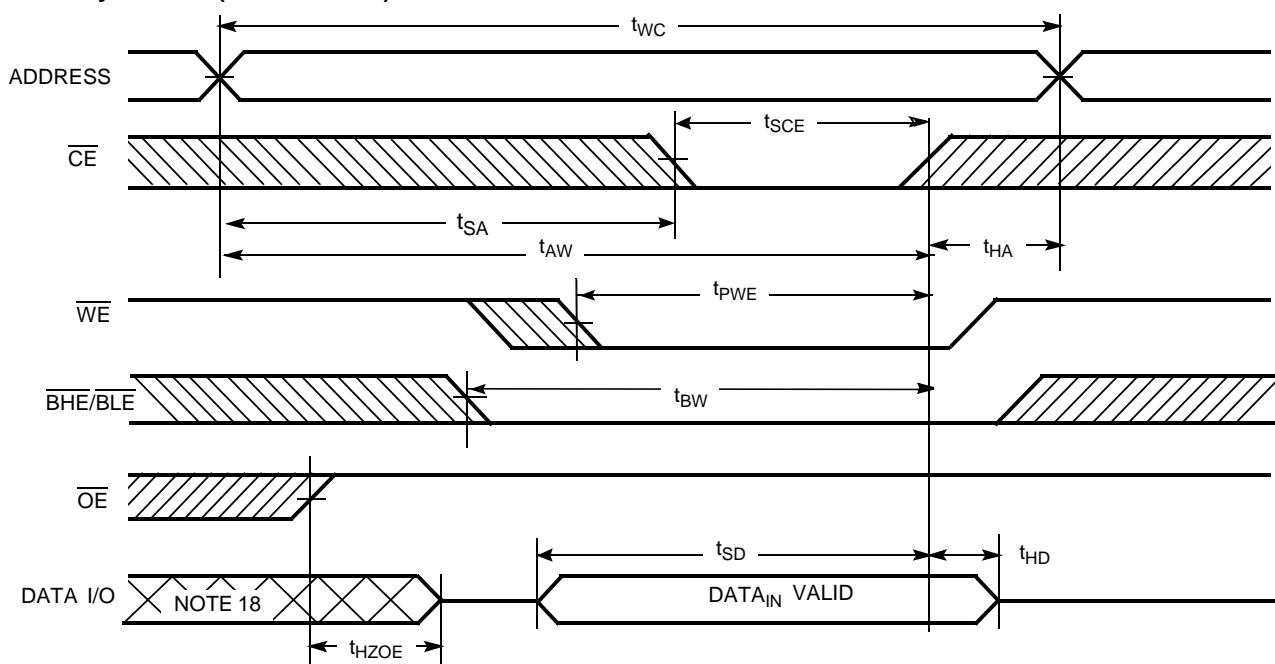 tWC
ADDRESS
tSCE
CE
tSA
tAW
tHA
tPWE
WE
tBW
BHE/BLE
OE
tSD
tHD
DATA I/O
NOTE 18
DATAIN VALID
tHZOE